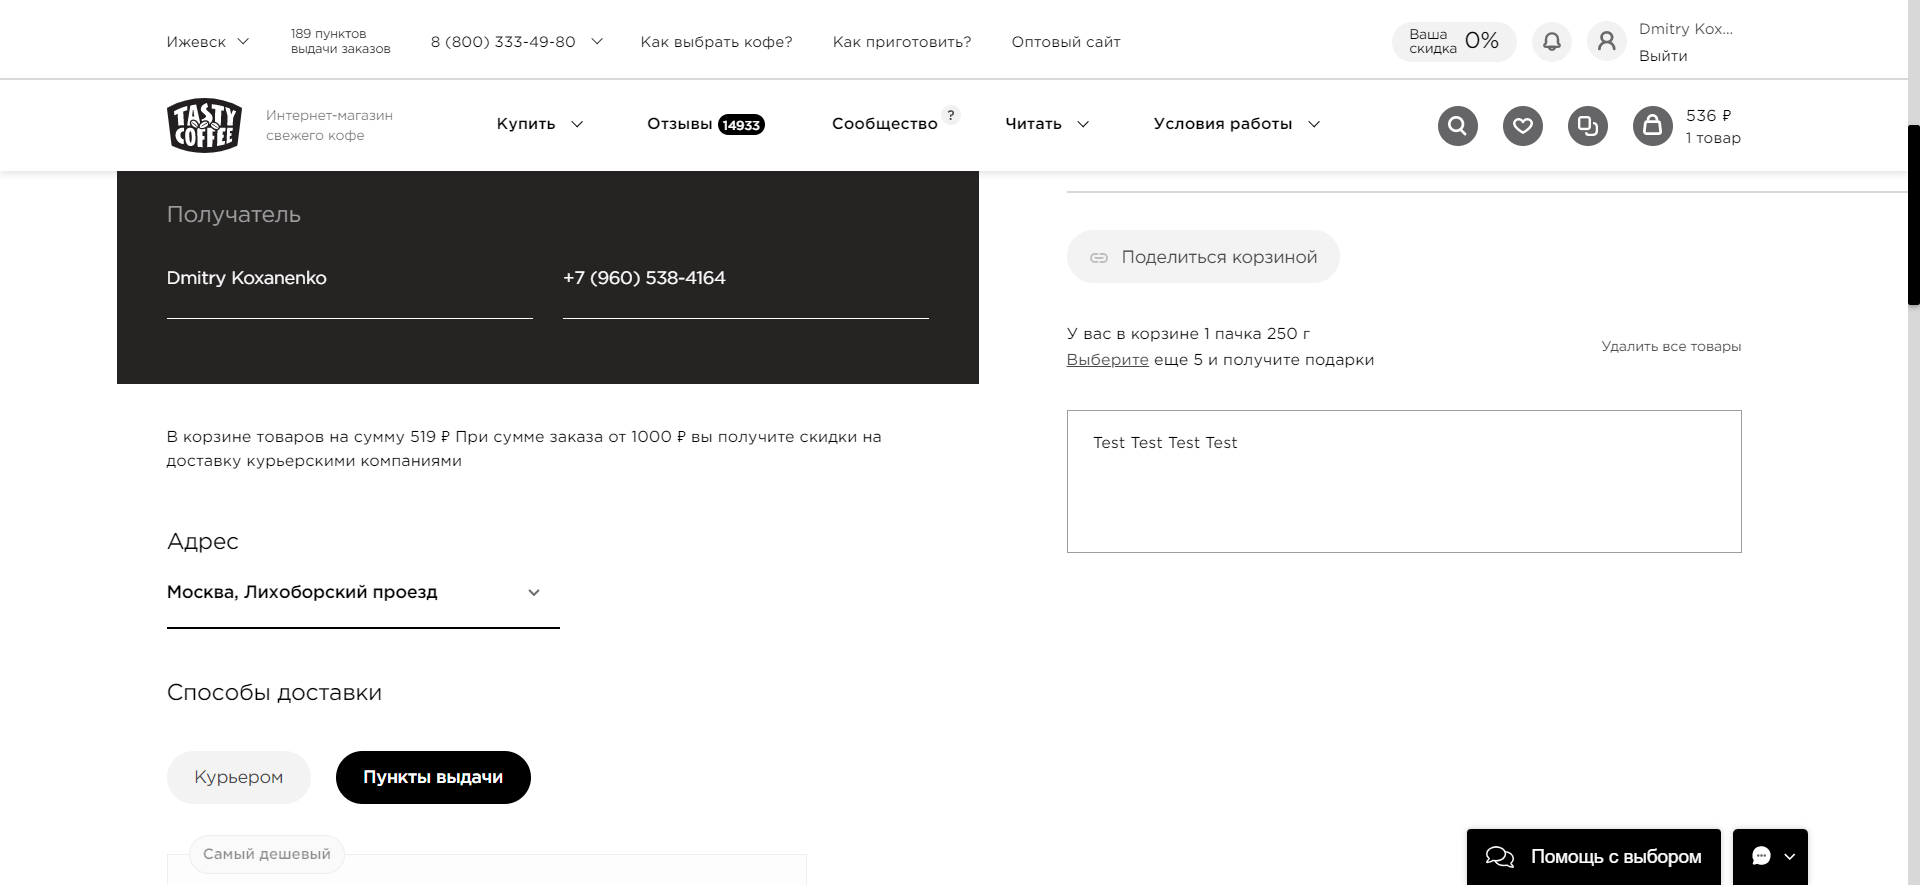 Ижевск
189 пунктов
выдачи заказов
8 (800) 333-49-80
Как выбрать кофе?
Как приготовить?
Оптовый сайт
Ваша
скидка
0%
Dmitry Kox...
Выйти
TASTY
COFFEE
Интернет-магазин
свежего кофе
Купить
Отзывы 14933
Сообщество ?
Читать
Условия работы
536 ₽
1 товар
Получатель
Dmitry Koxanenko
+7 (960) 538-4164
В корзине товаров на сумму 519 ₽ При сумме заказа от 1000 ₽ вы получите скидки на
доставку курьерскими компаниями
Адрес
Москва, Лихоборский проезд
Способы доставки
Курьером
Пункты выдачи
Самый дешевый
Поделиться корзиной
У вас в корзине 1 пачка 250 г
Выберите еще 5 и получите подарки
Удалить все товары
Test Test Test Test
Помощь с выбором